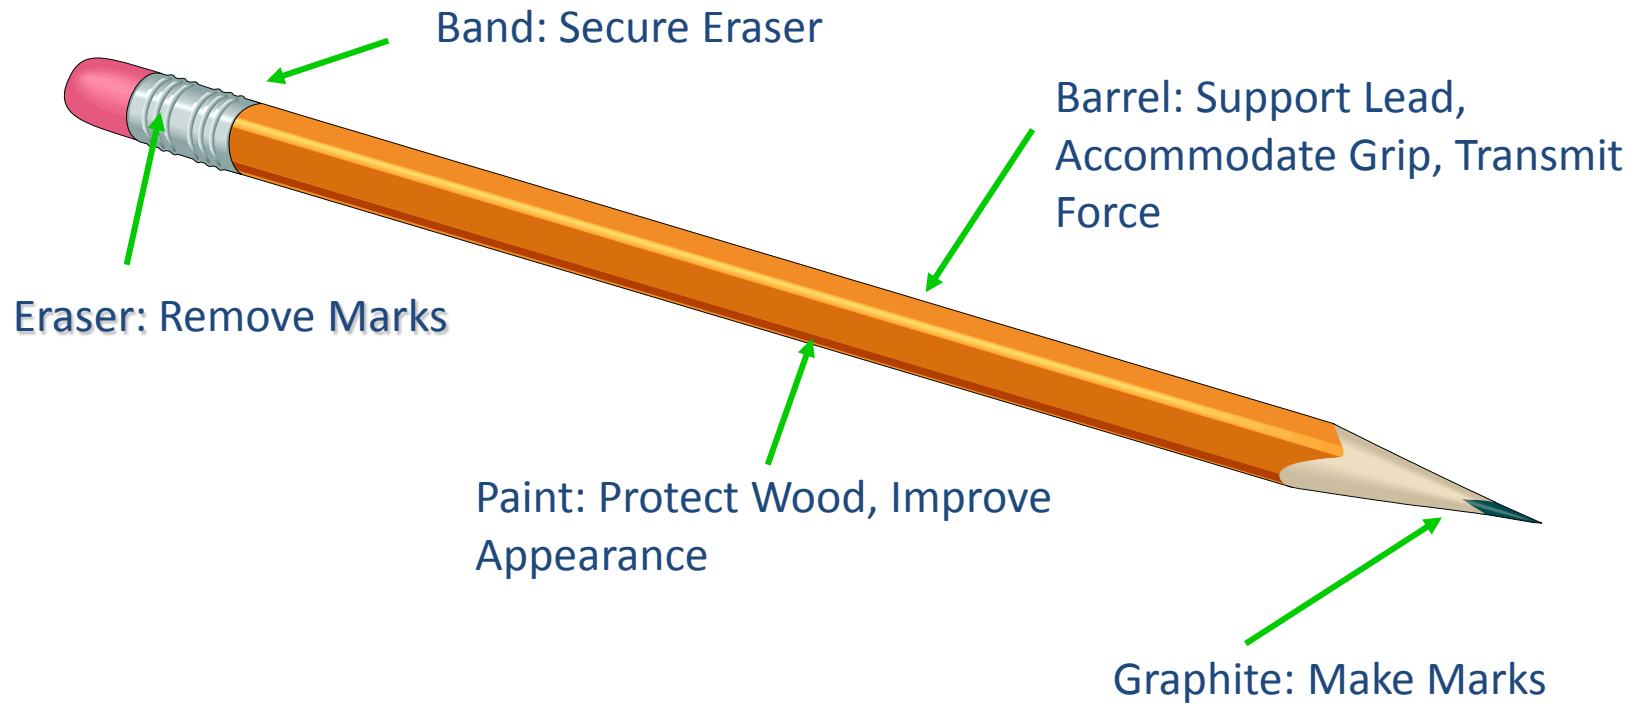 Band: Secure Eraser
Barrel: Support Lead,
Accommodate Grip, Transmit
Force
Eraser: Remove Marks
Paint: Protect Wood, Improve
Appearance
Graphite: Make Marks